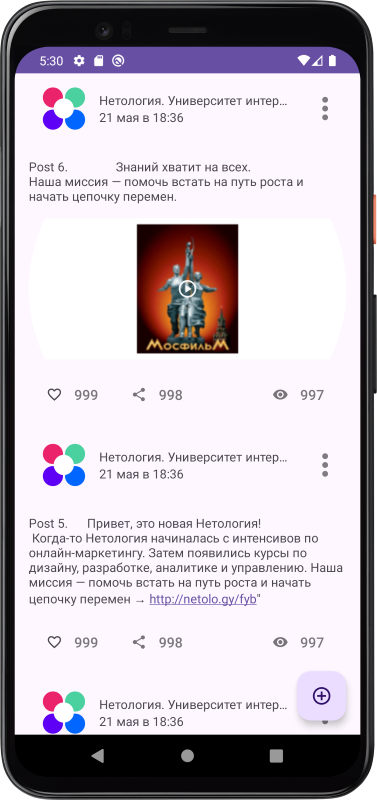 5:30
Нетология. Университет интер...
21 мая в 18:36
Post 6. Знаний хватит на всех.
Наша миссия — помочь встать на путь роста и
начать цепочку перемен.
МОСФИЛЬМ
999 998 997
Нетология. Университет интер...
21 мая в 18:36
Post 5. Привет, это новая Нетология!
Когда-то Нетология начиналась с интенсивов по
онлайн-маркетингу. Затем появились курсы по
дизайну, разработке, аналитике и управлению. Наша
миссия — помочь встать на путь роста и начать
цепочку перемен → http://netolo.gy/fyb"
999 998 997
Нетология. Университет интер...
21 мая в 18:36